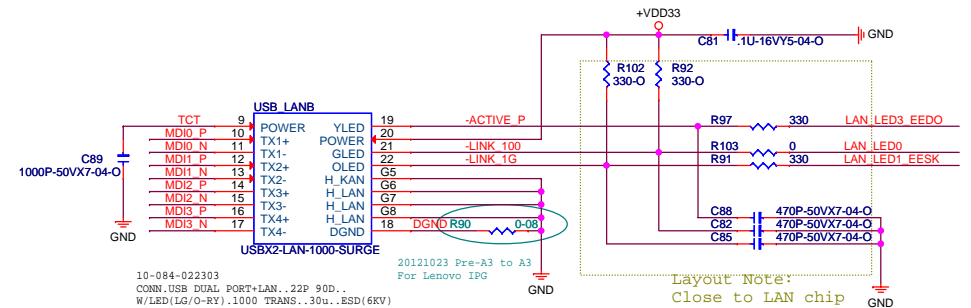 +VDD33
C81 .1U-16VY5-04-O
GND
R102
330-O
R92
330-O
USB_LANB
TCT 9 POWER YLED 19 -ACTIVE_P R97 330 LAN_LED3_EEDO
MDI0_P 10 TX1+ POWER 20
MDI0_N 11 TX1- GLED 21 -LINK_100 R103 0 LAN_LED0
MDI1_P 12 TX2+ OLED 22 -LINK_1G R91 330 LAN_LED1_EESK
MDI1_N 13 TX2- H_KAN G5
MDI2_P 14 TX3+ H_LAN G6
MDI2_N 15 TX3- H_LAN G7
MDI3_P 16 TX4+ H_LAN G8
MDI3_N 17 TX4- DGND 18 DGND R90 0-08
C89
1000P-50VX7-04-O
GND
USBX2-LAN-1000-SURGE
C88 470P-50VX7-04-O
C82 470P-50VX7-04-O
C85 470P-50VX7-04-O
20121023 Pre-A3 to A3
For Lenovo IPG
GND
GND
10-084-022303
CONN.USB DUAL PORT+LAN..22P 90D..
W/LED(LG/O-RY).1000 TRANS..30u..ESD(6KV)
Layout Note:
Close to LAN chip